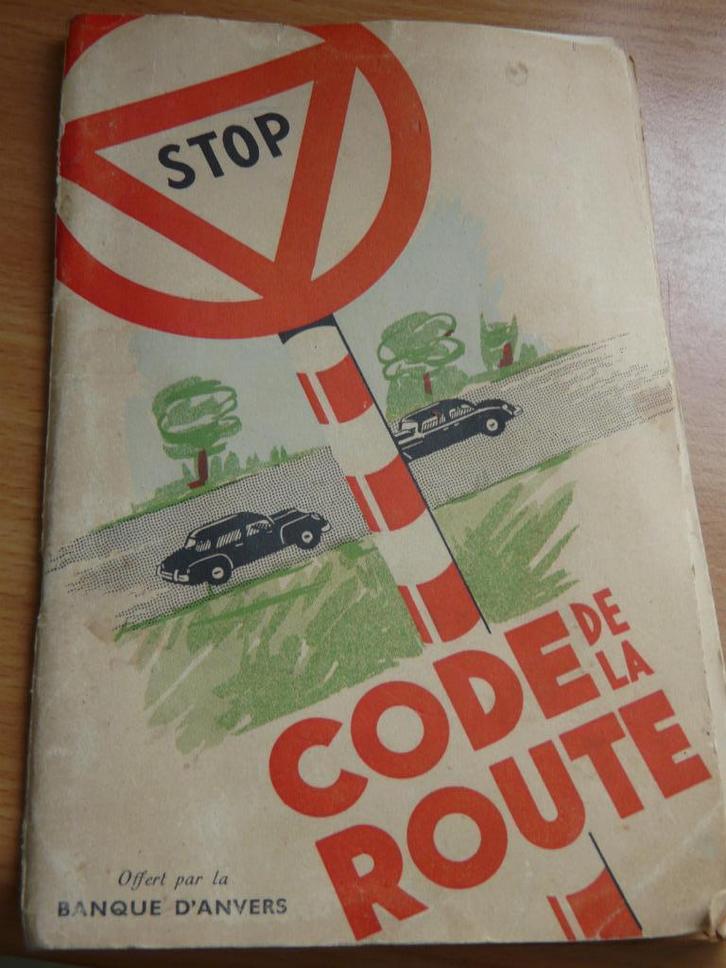 STOP
CODE DE LA
ROUTE
Offert par la
BANQUE D'ANVERS